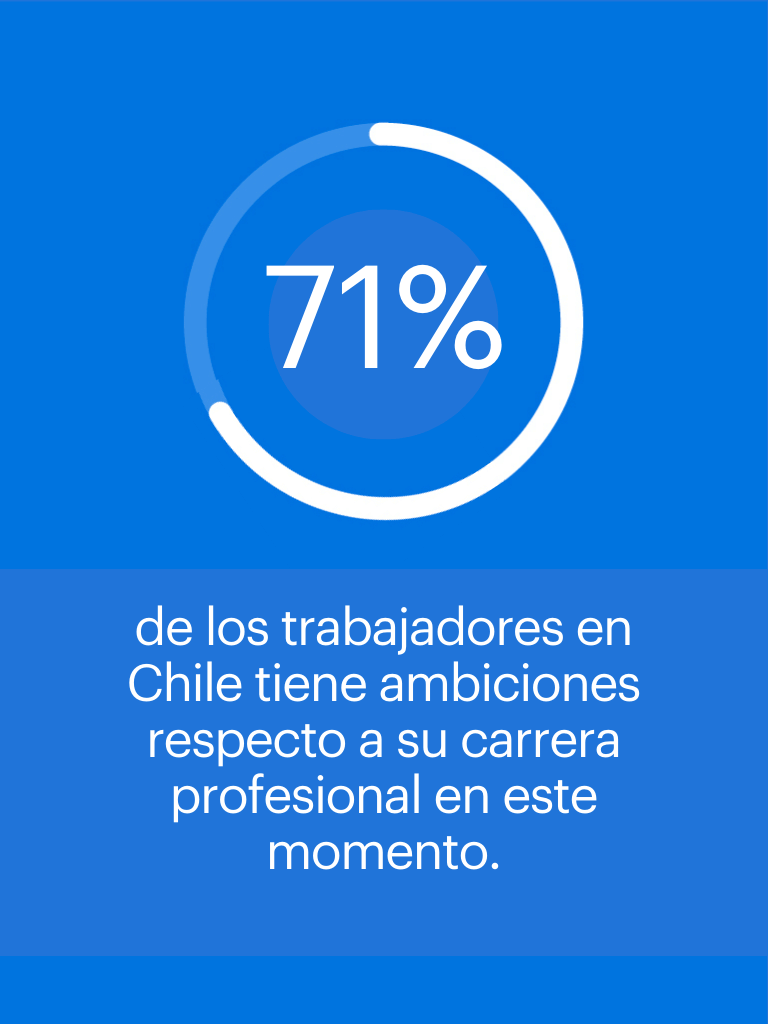 71%
de los trabajadores en
Chile tiene ambiciones
respecto a su carrera
profesional en este
momento.